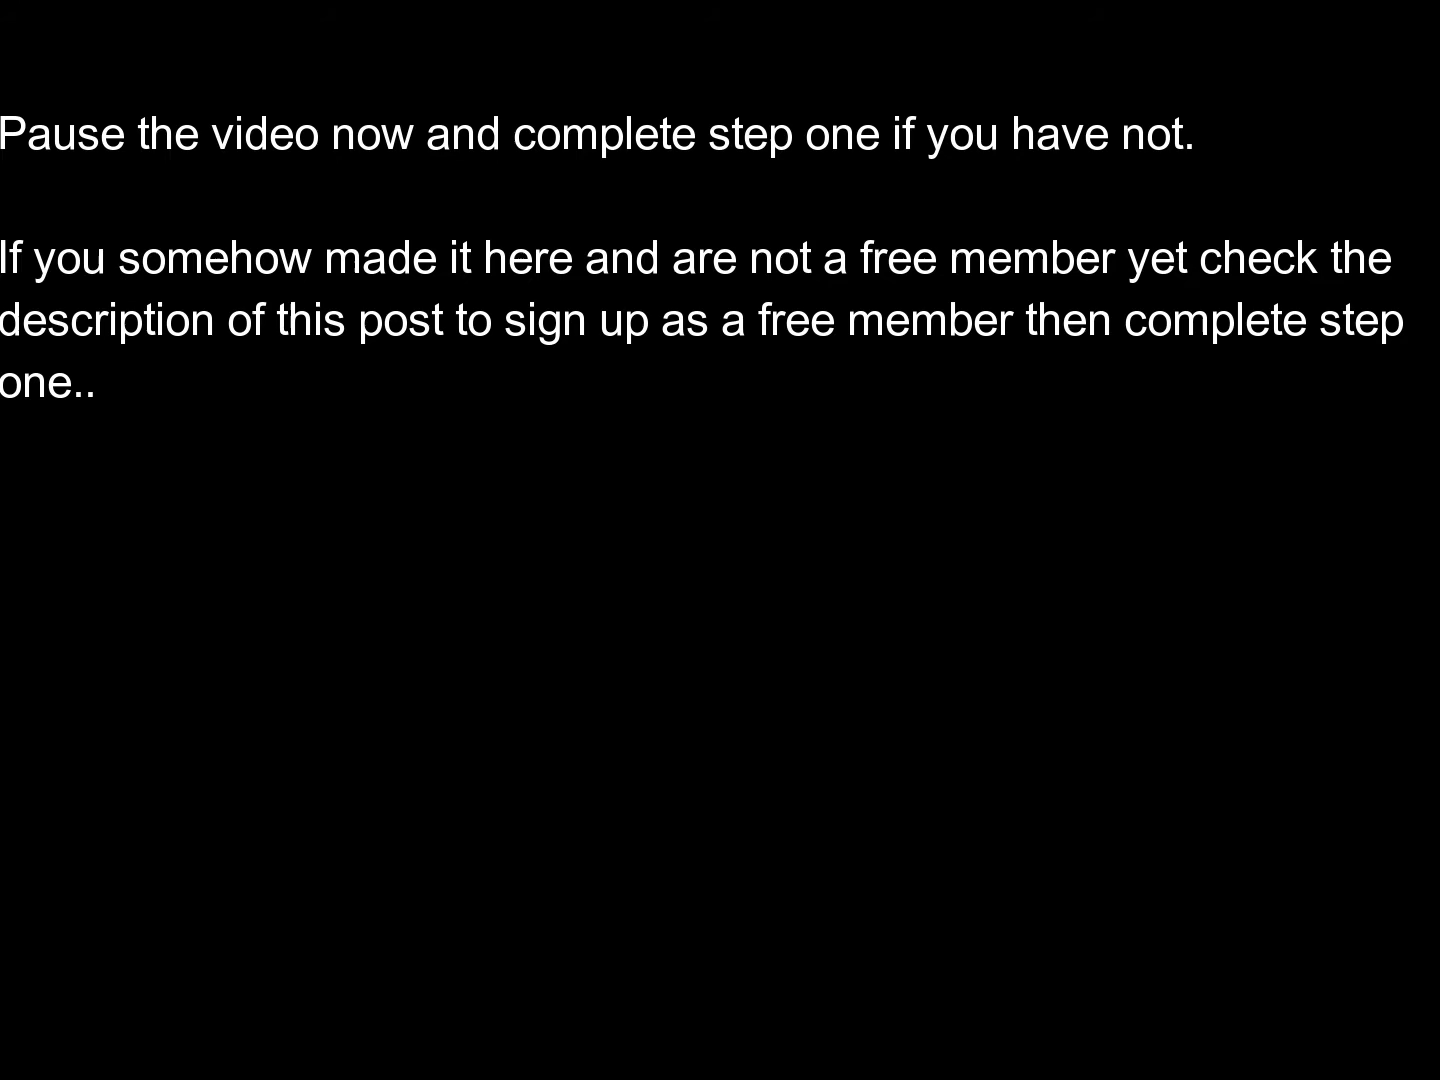 Pause the video now and complete step one if you have not.
If you somehow made it here and are not a free member yet check the
description of this post to sign up as a free member then complete step
one..